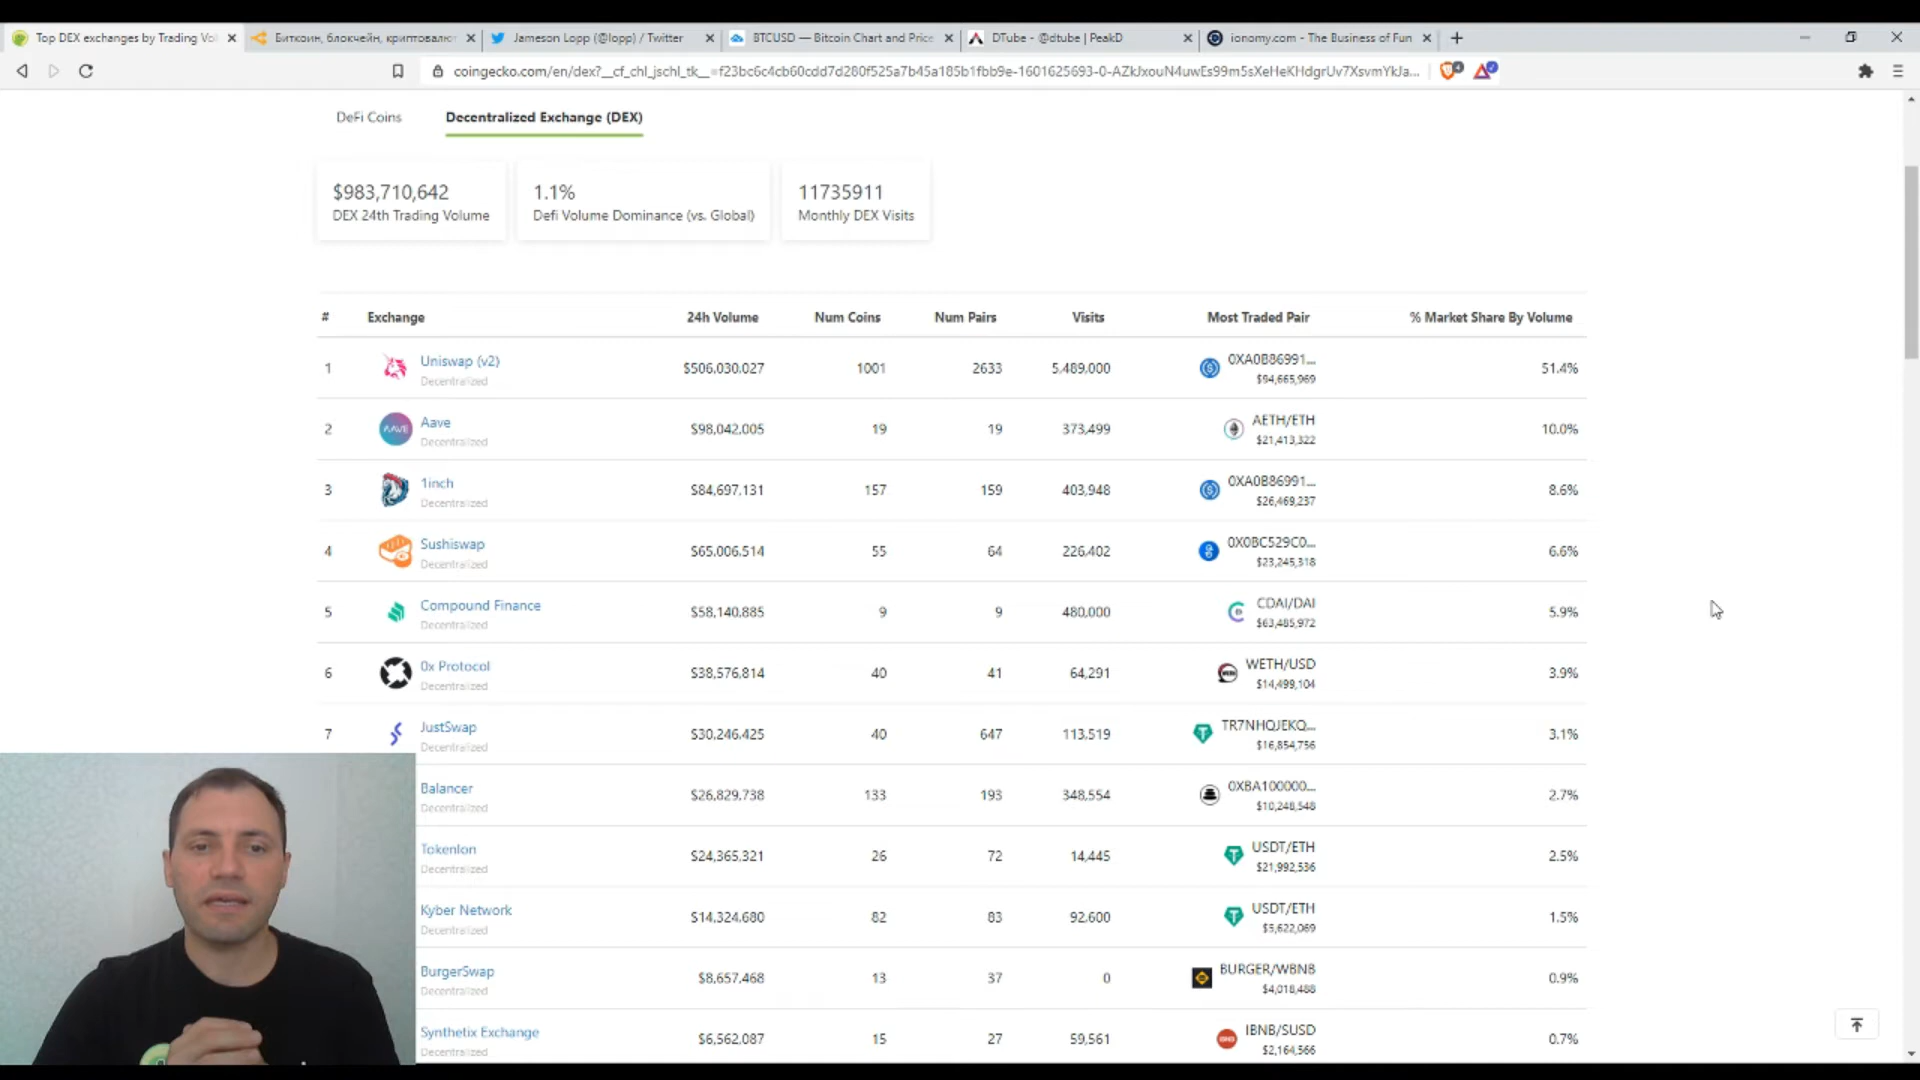 Top DEX exchanges by Trading Vol
Биткоин, блокчейн, криптовалют
Jameson Lopp (@lopp) / Twitter
BTCUSD — Bitcoin Chart and Price
DTube - @dtube | PeakD
ionomy.com - The Business of Fun
coingecko.com/en/dex?__cf_chl_jschl_tk__=f23bc6c4cb60cdd7d280f525a7b45a185b1fbb9e-1601625693-0-AZkJxouN4uwEs99m5sXeHeKHdgrUv7XsvmYkJa...
DeFi Coins
Decentralized Exchange (DEX)
$983,710,642
DEX 24th Trading Volume
1.1%
Defi Volume Dominance (vs. Global)
11735911
Monthly DEX Visits
# Exchange 24h Volume Num Coins Num Pairs Visits Most Traded Pair % Market Share By Volume
1 Uniswap (v2) $506,030,027 1001 2633 5,489,000 0XA0B86991... 51.4%
Decentralized $94,665,969
2 Aave $98,042,005 19 19 373,499 AETH/ETH 10.0%
Decentralized $21,413,322
3 1inch $84,697,131 157 159 403,948 0XA0B86991... 8.6%
Decentralized $26,469,237
4 Sushiswap $65,006,514 55 64 226,402 0X0BC529C0... 6.6%
Decentralized $23,245,318
5 Compound Finance $58,140,885 9 9 480,000 CDAI/DAI 5.9%
Decentralized $63,485,972
6 0x Protocol $38,576,814 40 41 64,291 WETH/USD 3.9%
Decentralized $14,499,104
7 JustSwap $30,246,425 40 647 113,519 TR7NHQJEKQ... 3.1%
Decentralized $16,854,756
Balancer $26,829,738 133 193 348,554 0XBA100000... 2.7%
Decentralized $10,248,548
Tokenlon $24,365,321 26 72 14,445 USDT/ETH 2.5%
Decentralized $21,992,536
Kyber Network $14,324,680 82 83 92,600 USDT/ETH 1.5%
Decentralized $5,622,069
BurgerSwap $8,657,468 13 37 0 BURGER/WBNB 0.9%
Decentralized $4,018,488
Synthetix Exchange $6,562,087 15 27 59,561 IBNB/SUSD 0.7%
Decentralized $2,164,566